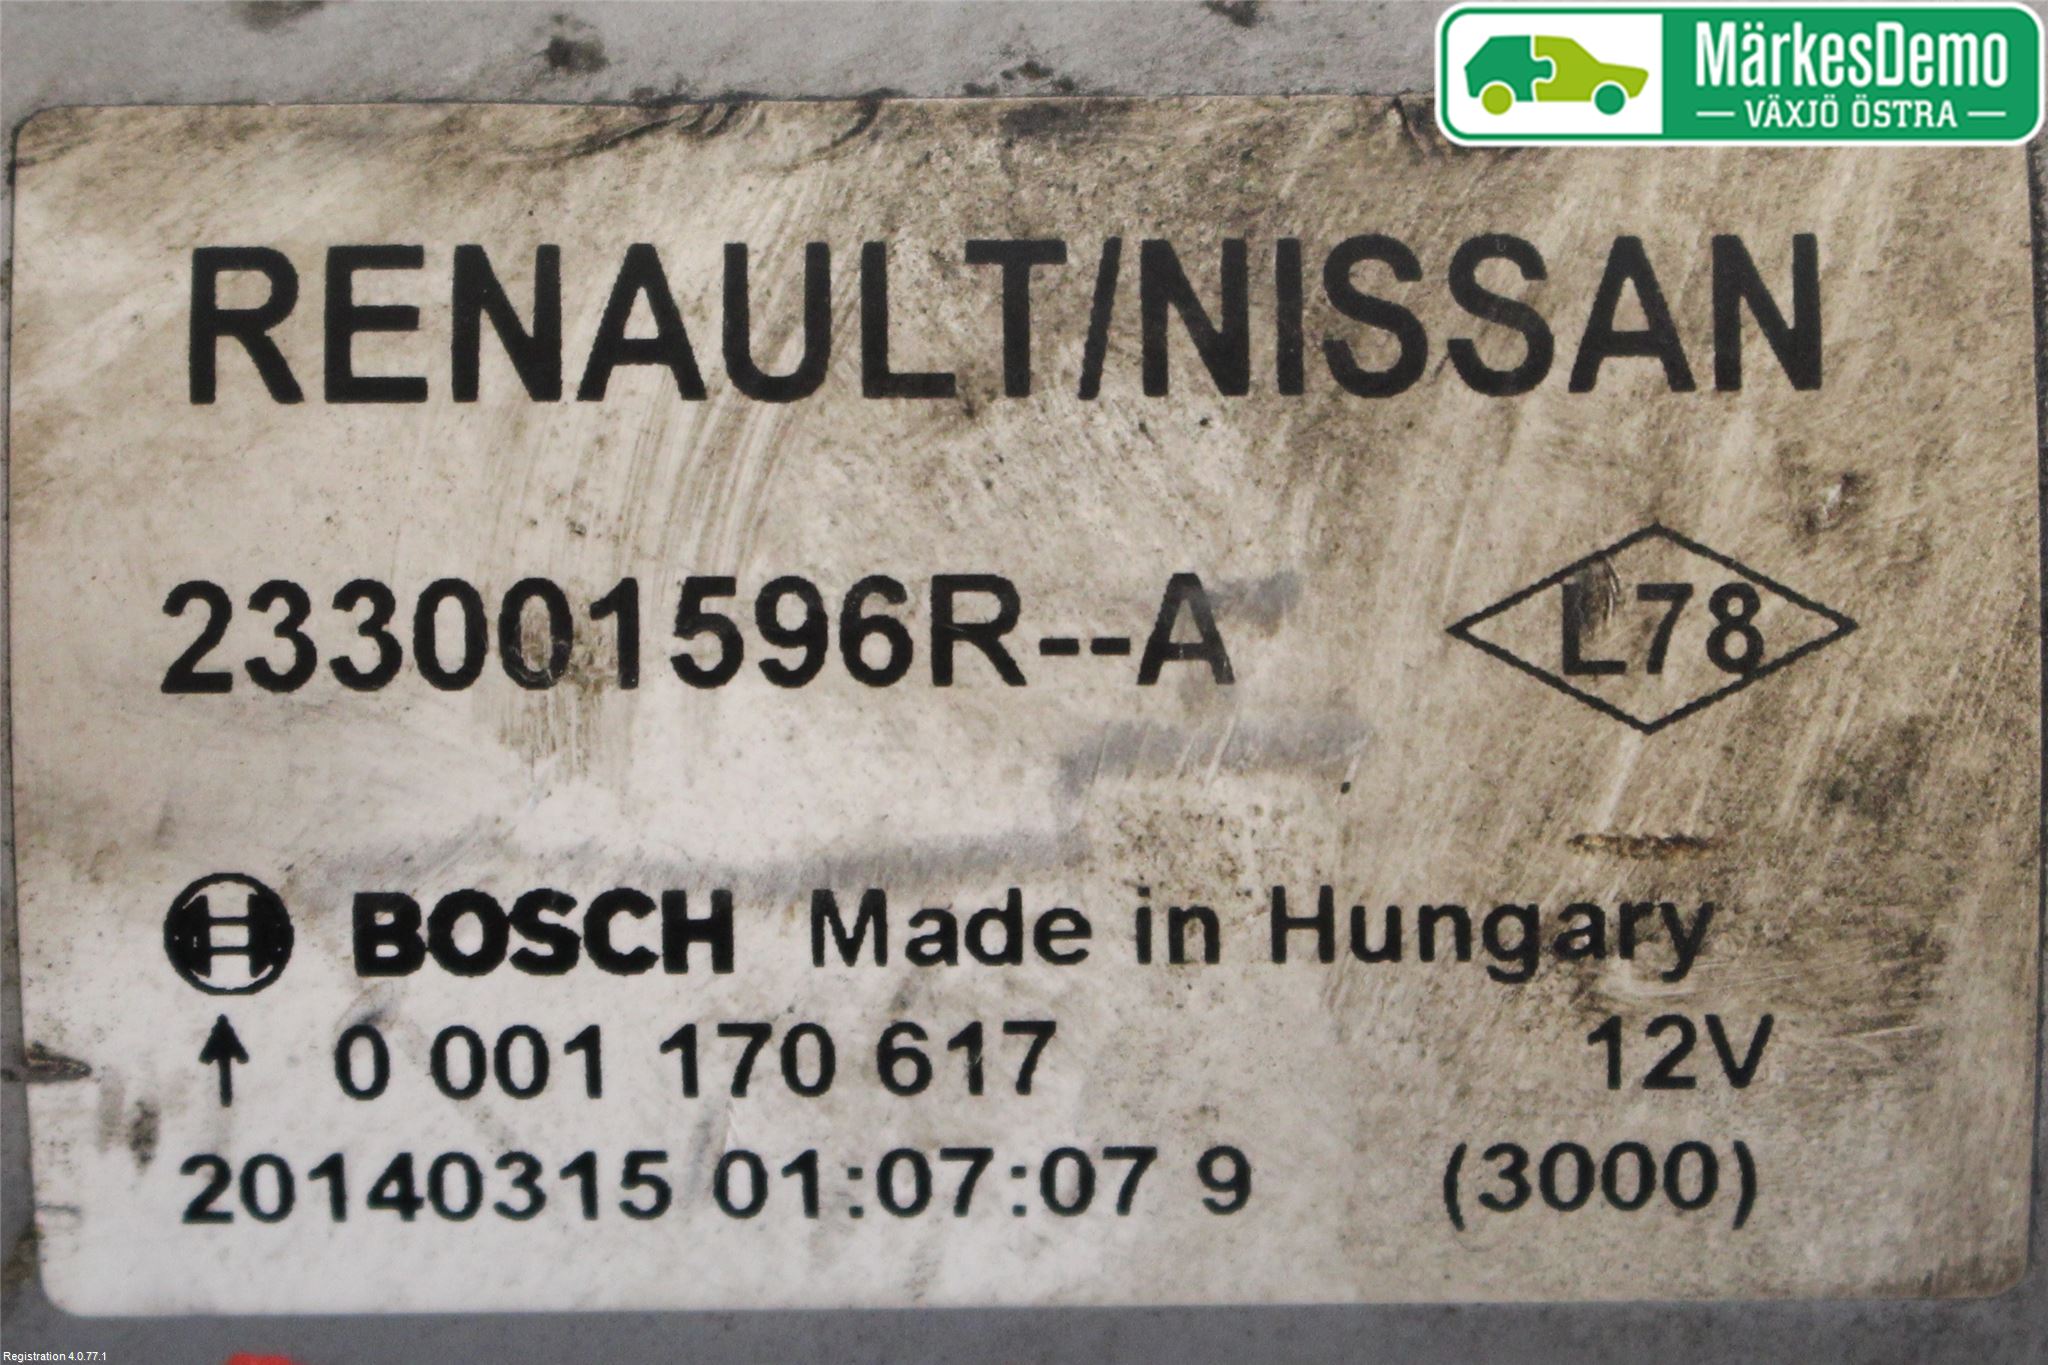 MärkesDemo
VÄXJÖ ÖSTRA
RENAULT/NISSAN
233001596R--A
L78
BOSCH Made in Hungary
↑ 0 001 170 617 12V
20140315 01:07:07 9 (3000)
Registration 4.0.77.1